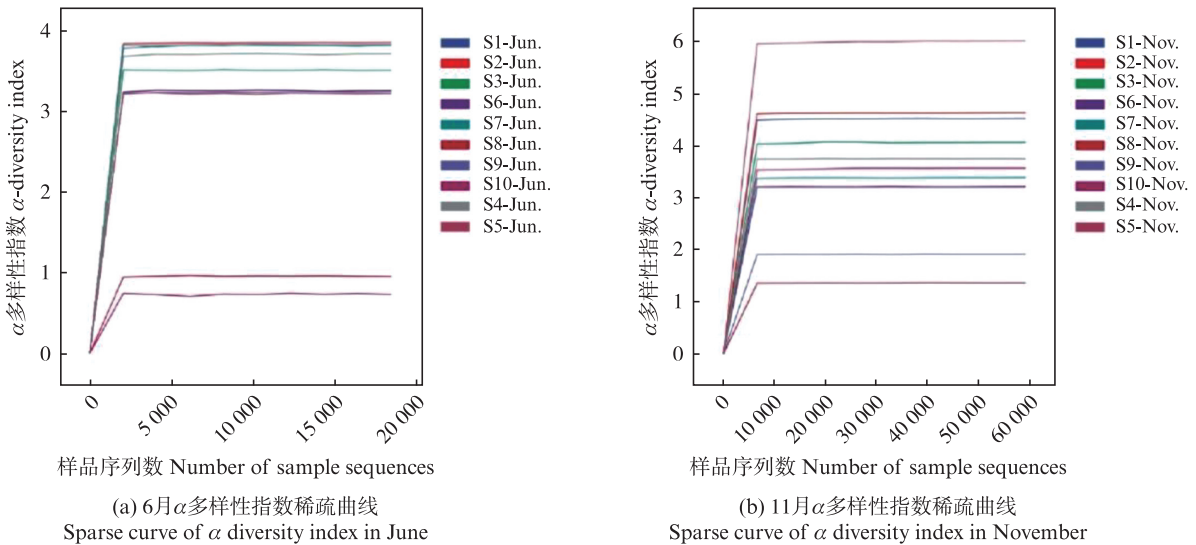 4
3
2
1
0
α多样性指数 α-diversity index
0
5 000
10 000
15 000
20 000
样品序列数 Number of sample sequences
S1-Jun.
S2-Jun.
S3-Jun.
S6-Jun.
S7-Jun.
S8-Jun.
S9-Jun.
S10-Jun.
S4-Jun.
S5-Jun.
(a) 6月α多样性指数稀疏曲线
Sparse curve of α diversity index in June
6
5
4
3
2
1
0
α多样性指数 α-diversity index
0
10 000
20 000
30 000
40 000
50 000
60 000
样品序列数 Number of sample sequences
S1-Nov.
S2-Nov.
S3-Nov.
S6-Nov.
S7-Nov.
S8-Nov.
S9-Nov.
S10-Nov.
S4-Nov.
S5-Nov.
(b) 11月α多样性指数稀疏曲线
Sparse curve of α diversity index in November